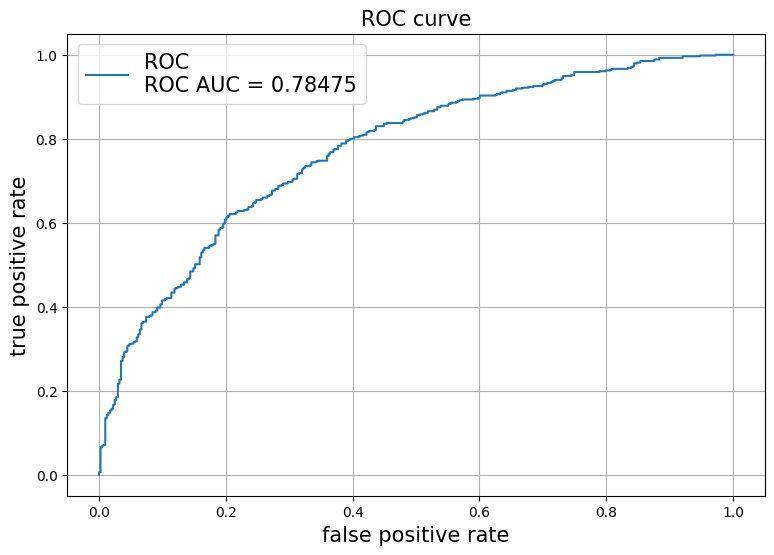 ROC curve
ROC
ROC AUC = 0.78475
true positive rate
1.0
0.8
0.6
0.4
0.2
0.0
0.0 0.2 0.4 0.6 0.8 1.0
false positive rate